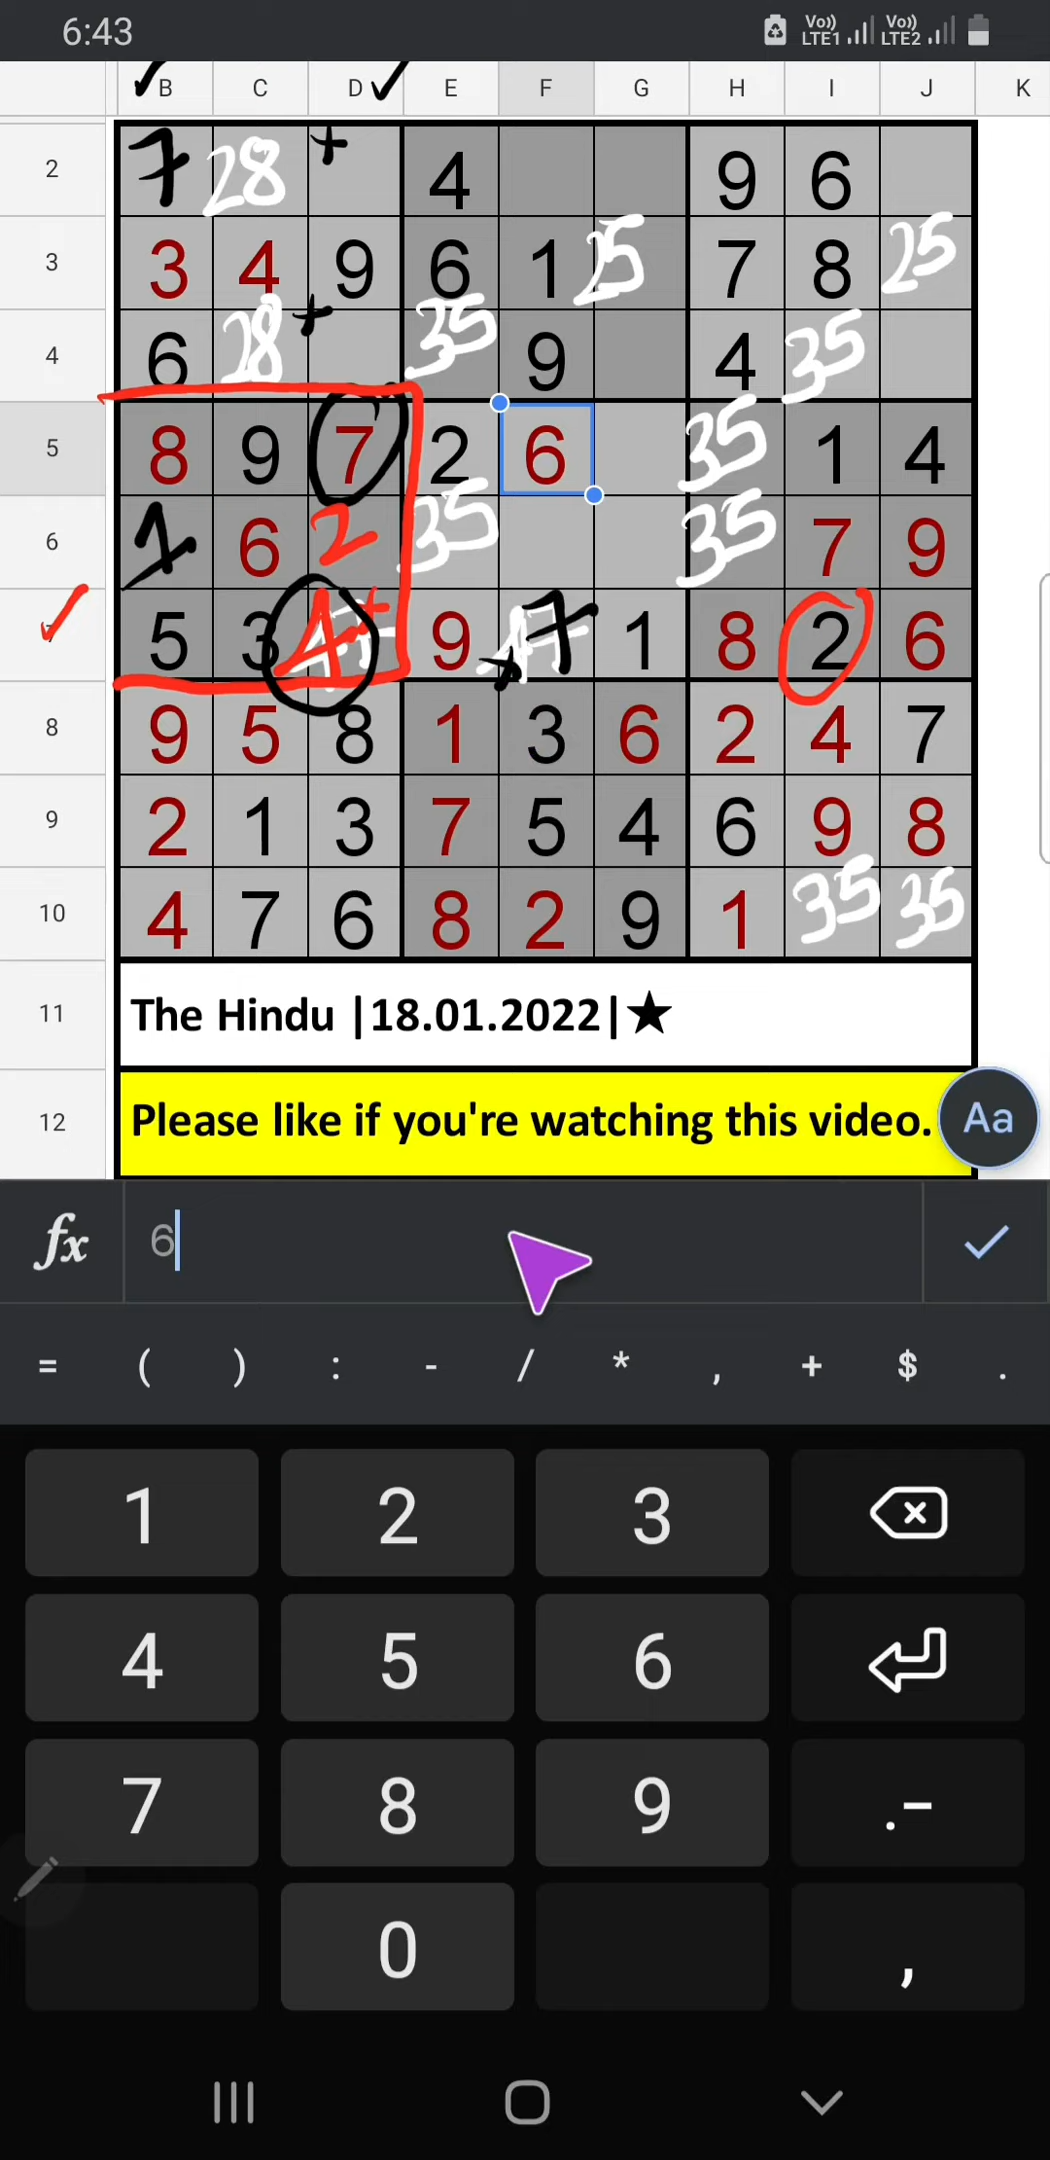 6:43
Vo)) LTE1 Vo)) LTE2
B C D E F G H I J K
2 7 28 + 4 9 6
3 3 4 9 6 1 25 7 8 25
4 6 28 + 35 9 4 35
5 8 9 7 2 6 35 1 4
6 1 6 2 35 35 7 9
5 3 4 9 7 1 8 2 6
8 9 5 8 1 3 6 2 4 7
9 2 1 3 7 5 4 6 9 8
10 4 7 6 8 2 9 1 35 35
11 The Hindu |18.01.2022|★
12 Please like if you're watching this video.
Aa
fx 6
= ( ) : - / * , + $ .
1 2 3
4 5 6
7 8 9 .-
0 ,